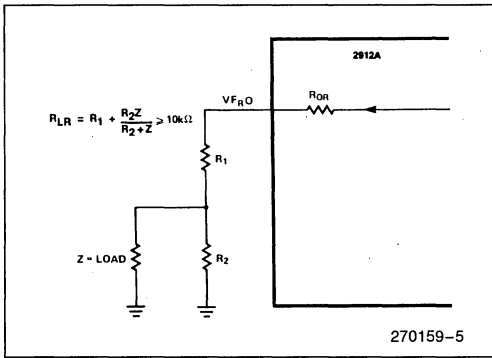 2912A
VF_RO
R_OR
R_LR = R_1 + R_2Z / R_2+Z ≥ 10kΩ
R_1
Z = LOAD
R_2
270159-5